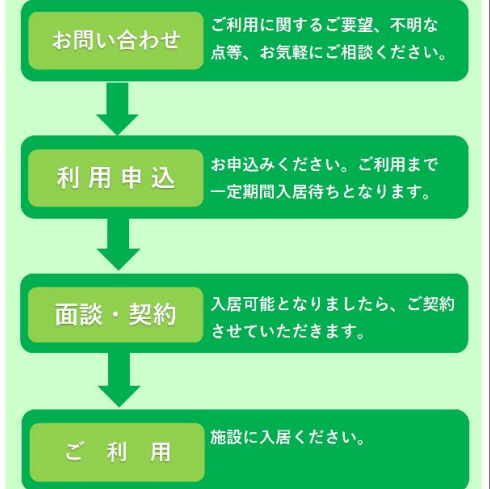 お問い合わせ
ご利用に関するご要望、不明な
点等、お気軽にご相談ください。
利用申込
お申込みください。ご利用まで
一定期間入居待ちとなります。
面談・契約
入居可能となりましたら、ご契約
させていただきます。
ご利用
施設に入居ください。